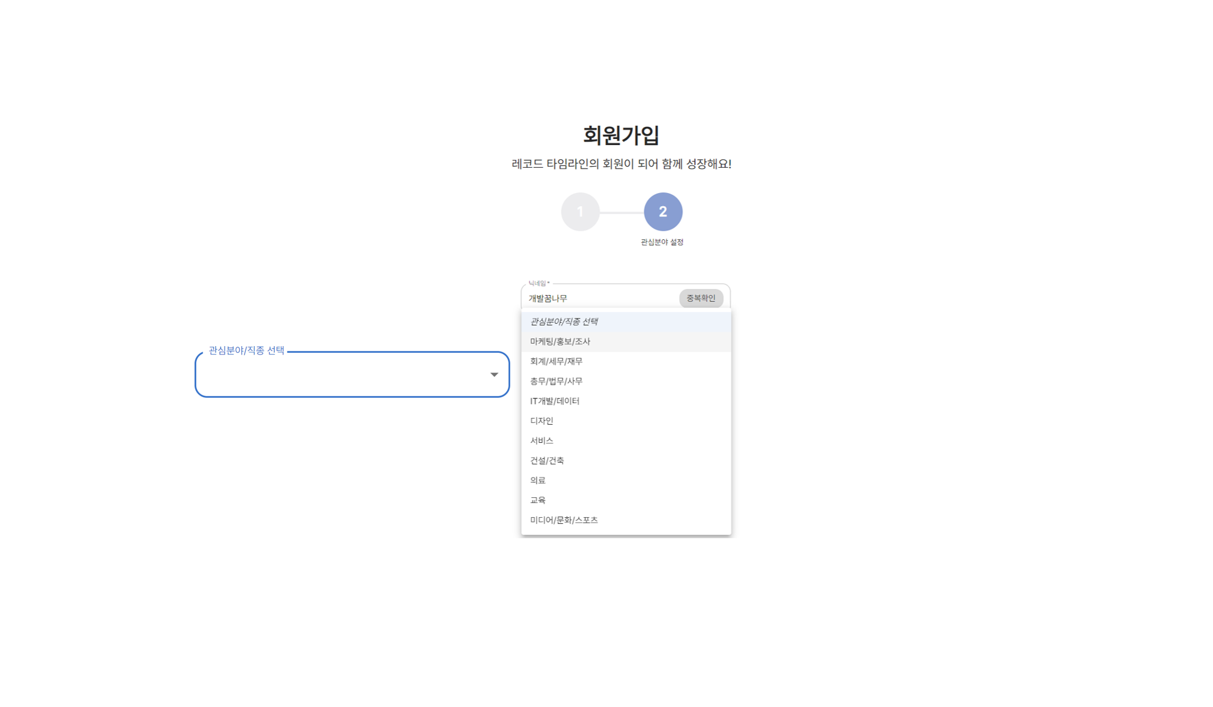 회원가입
레코드 타임라인의 회원이 되어 함께 성장해요!
1
2
관심분야 설정
닉네임*
개발꿈나무
중복확인
관심분야/직종 선택
관심분야/직종 선택
마케팅/홍보/조사
회계/세무/재무
총무/법무/사무
IT개발/데이터
디자인
서비스
건설/건축
의료
교육
미디어/문화/스포츠